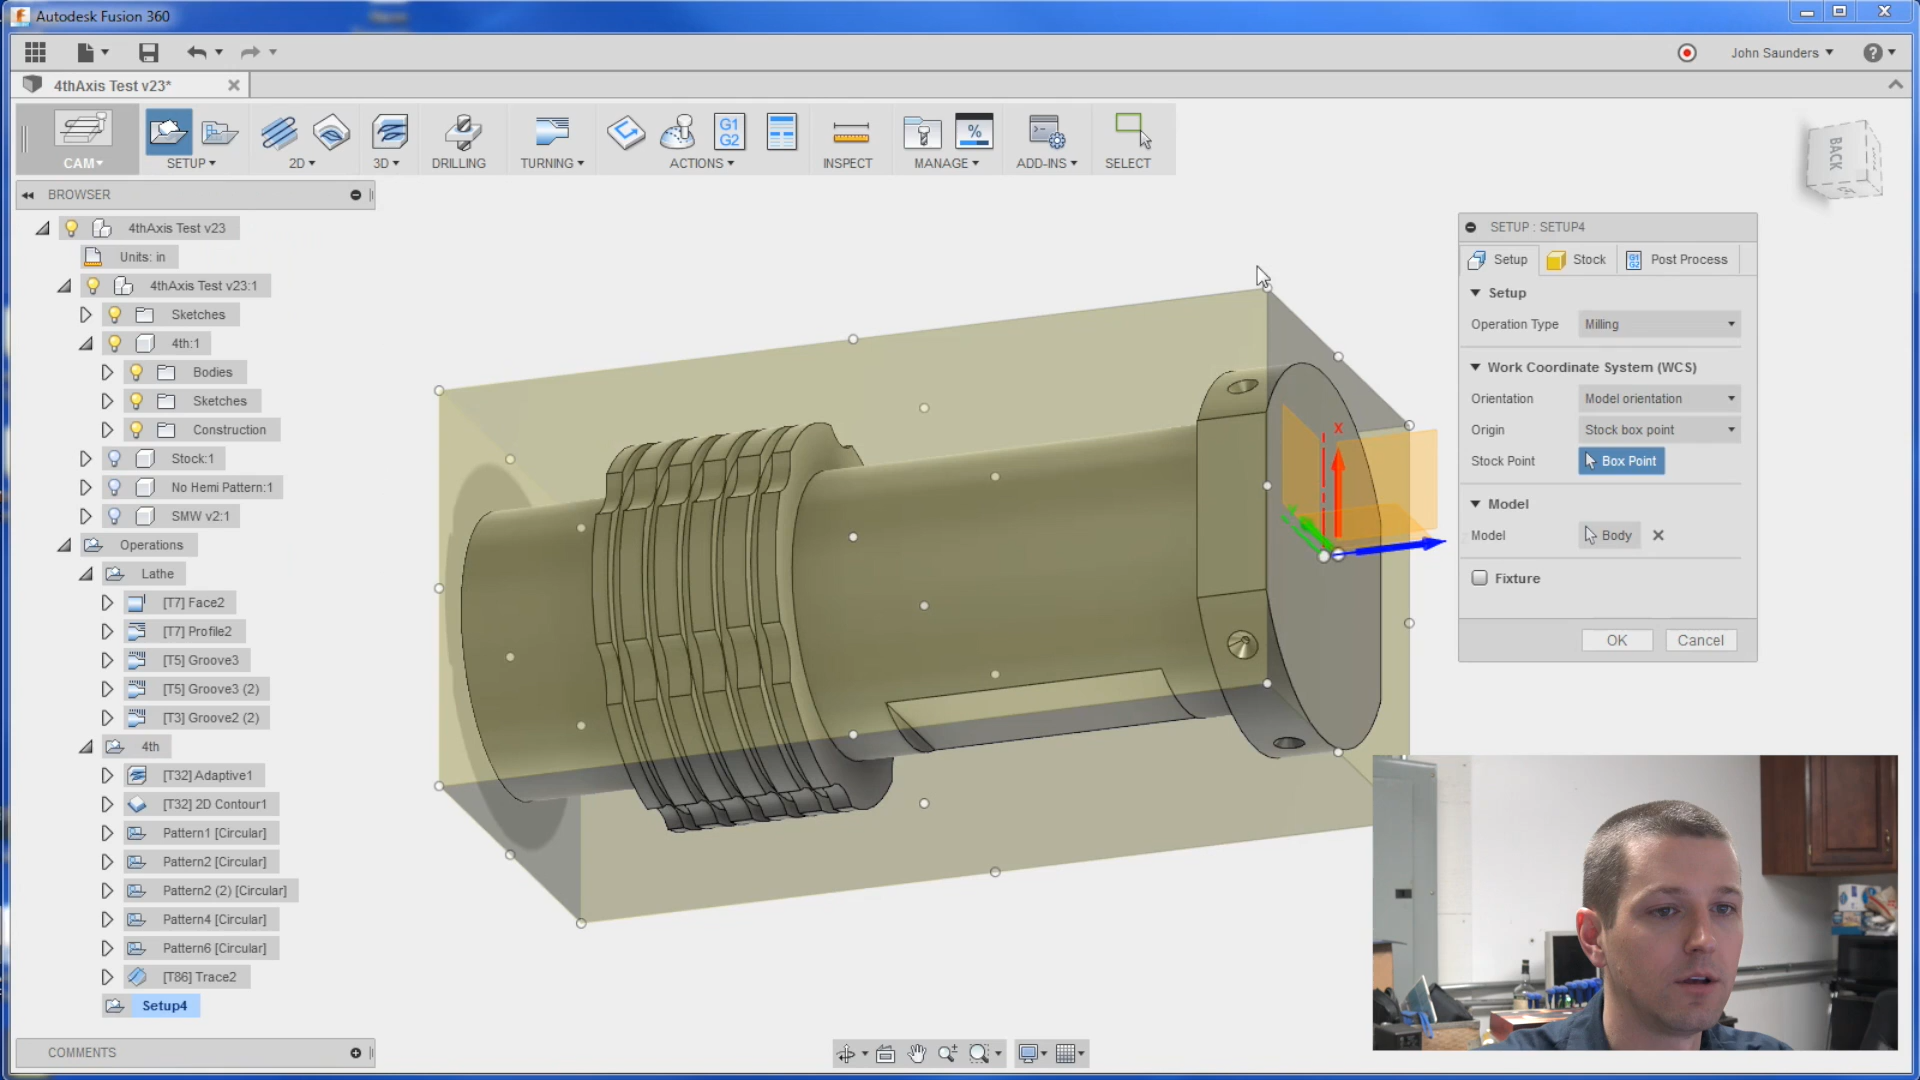 Autodesk Fusion 360
John Saunders
4thAxis Test v23*
CAM
SETUP
2D
3D
DRILLING
TURNING
G1
G2
ACTIONS
INSPECT
%
MANAGE
ADD-INS
SELECT
BACK
BROWSER
4thAxis Test v23
Units: in
4thAxis Test v23:1
Sketches
4th:1
Bodies
Sketches
Construction
Stock:1
No Hemi Pattern:1
SMW v2:1
Operations
Lathe
[T7] Face2
[T7] Profile2
[T5] Groove3
[T5] Groove3 (2)
[T3] Groove2 (2)
4th
[T32] Adaptive1
[T32] 2D Contour1
Pattern1 [Circular]
Pattern2 [Circular]
Pattern2 (2) [Circular]
Pattern4 [Circular]
Pattern6 [Circular]
[T86] Trace2
Setup4
COMMENTS
X
SETUP : SETUP4
Setup
Stock
G1
G2
Post Process
Setup
Operation Type
Milling
Work Coordinate System (WCS)
Orientation
Model orientation
Origin
Stock box point
Stock Point
Box Point
Model
Model
Body
Fixture
OK
Cancel